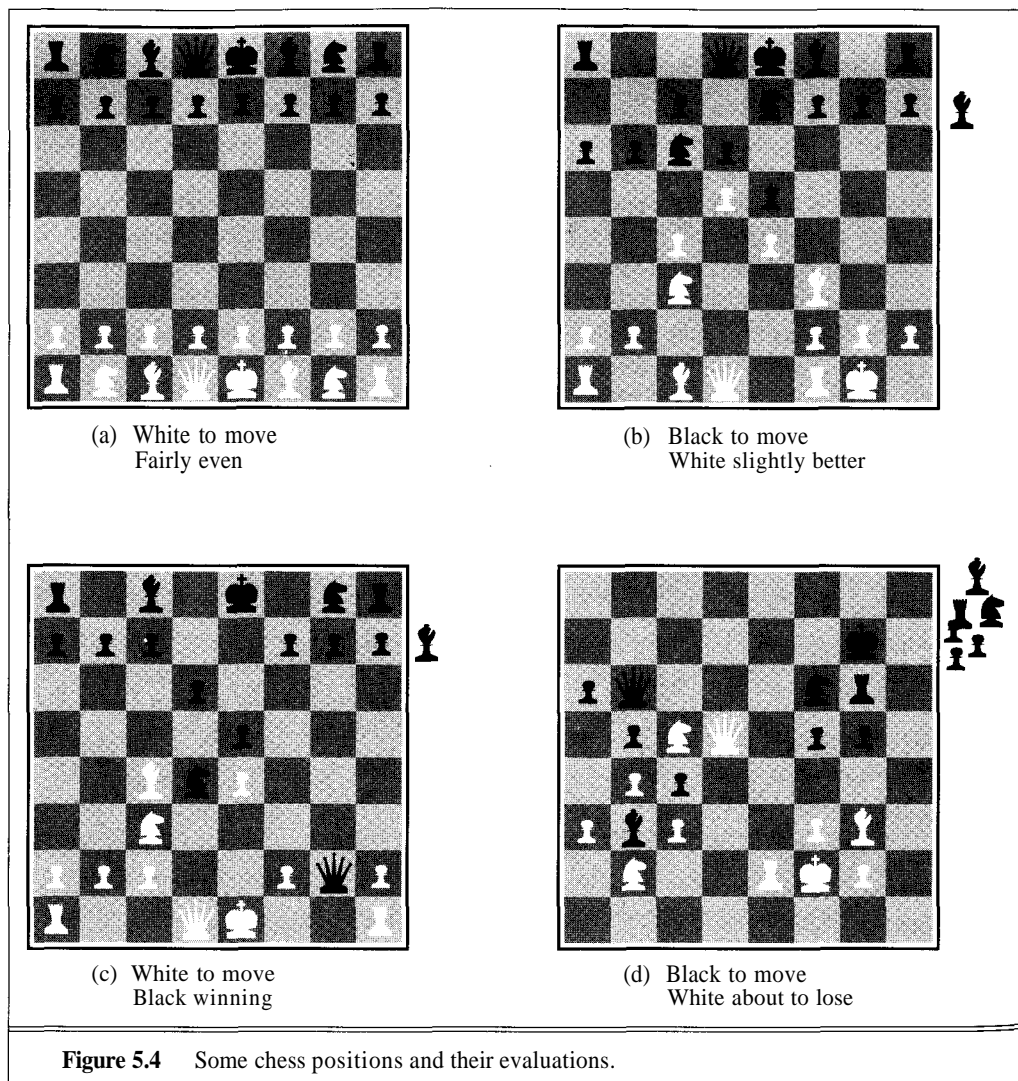 (a) White to move
Fairly even
(b) Black to move
White slightly better
(c) White to move
Black winning
(d) Black to move
White about to lose
Figure 5.4 Some chess positions and their evaluations.